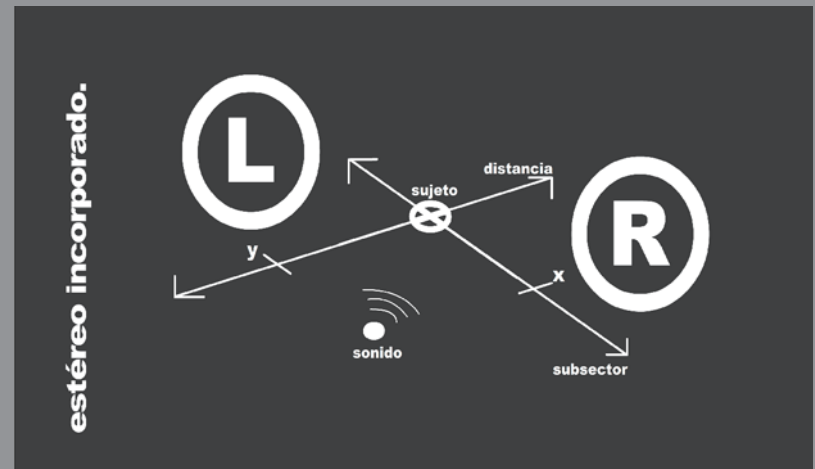 estéreo incorporado.
L
distancia
sujeto
R
y
x
sonido
subsector